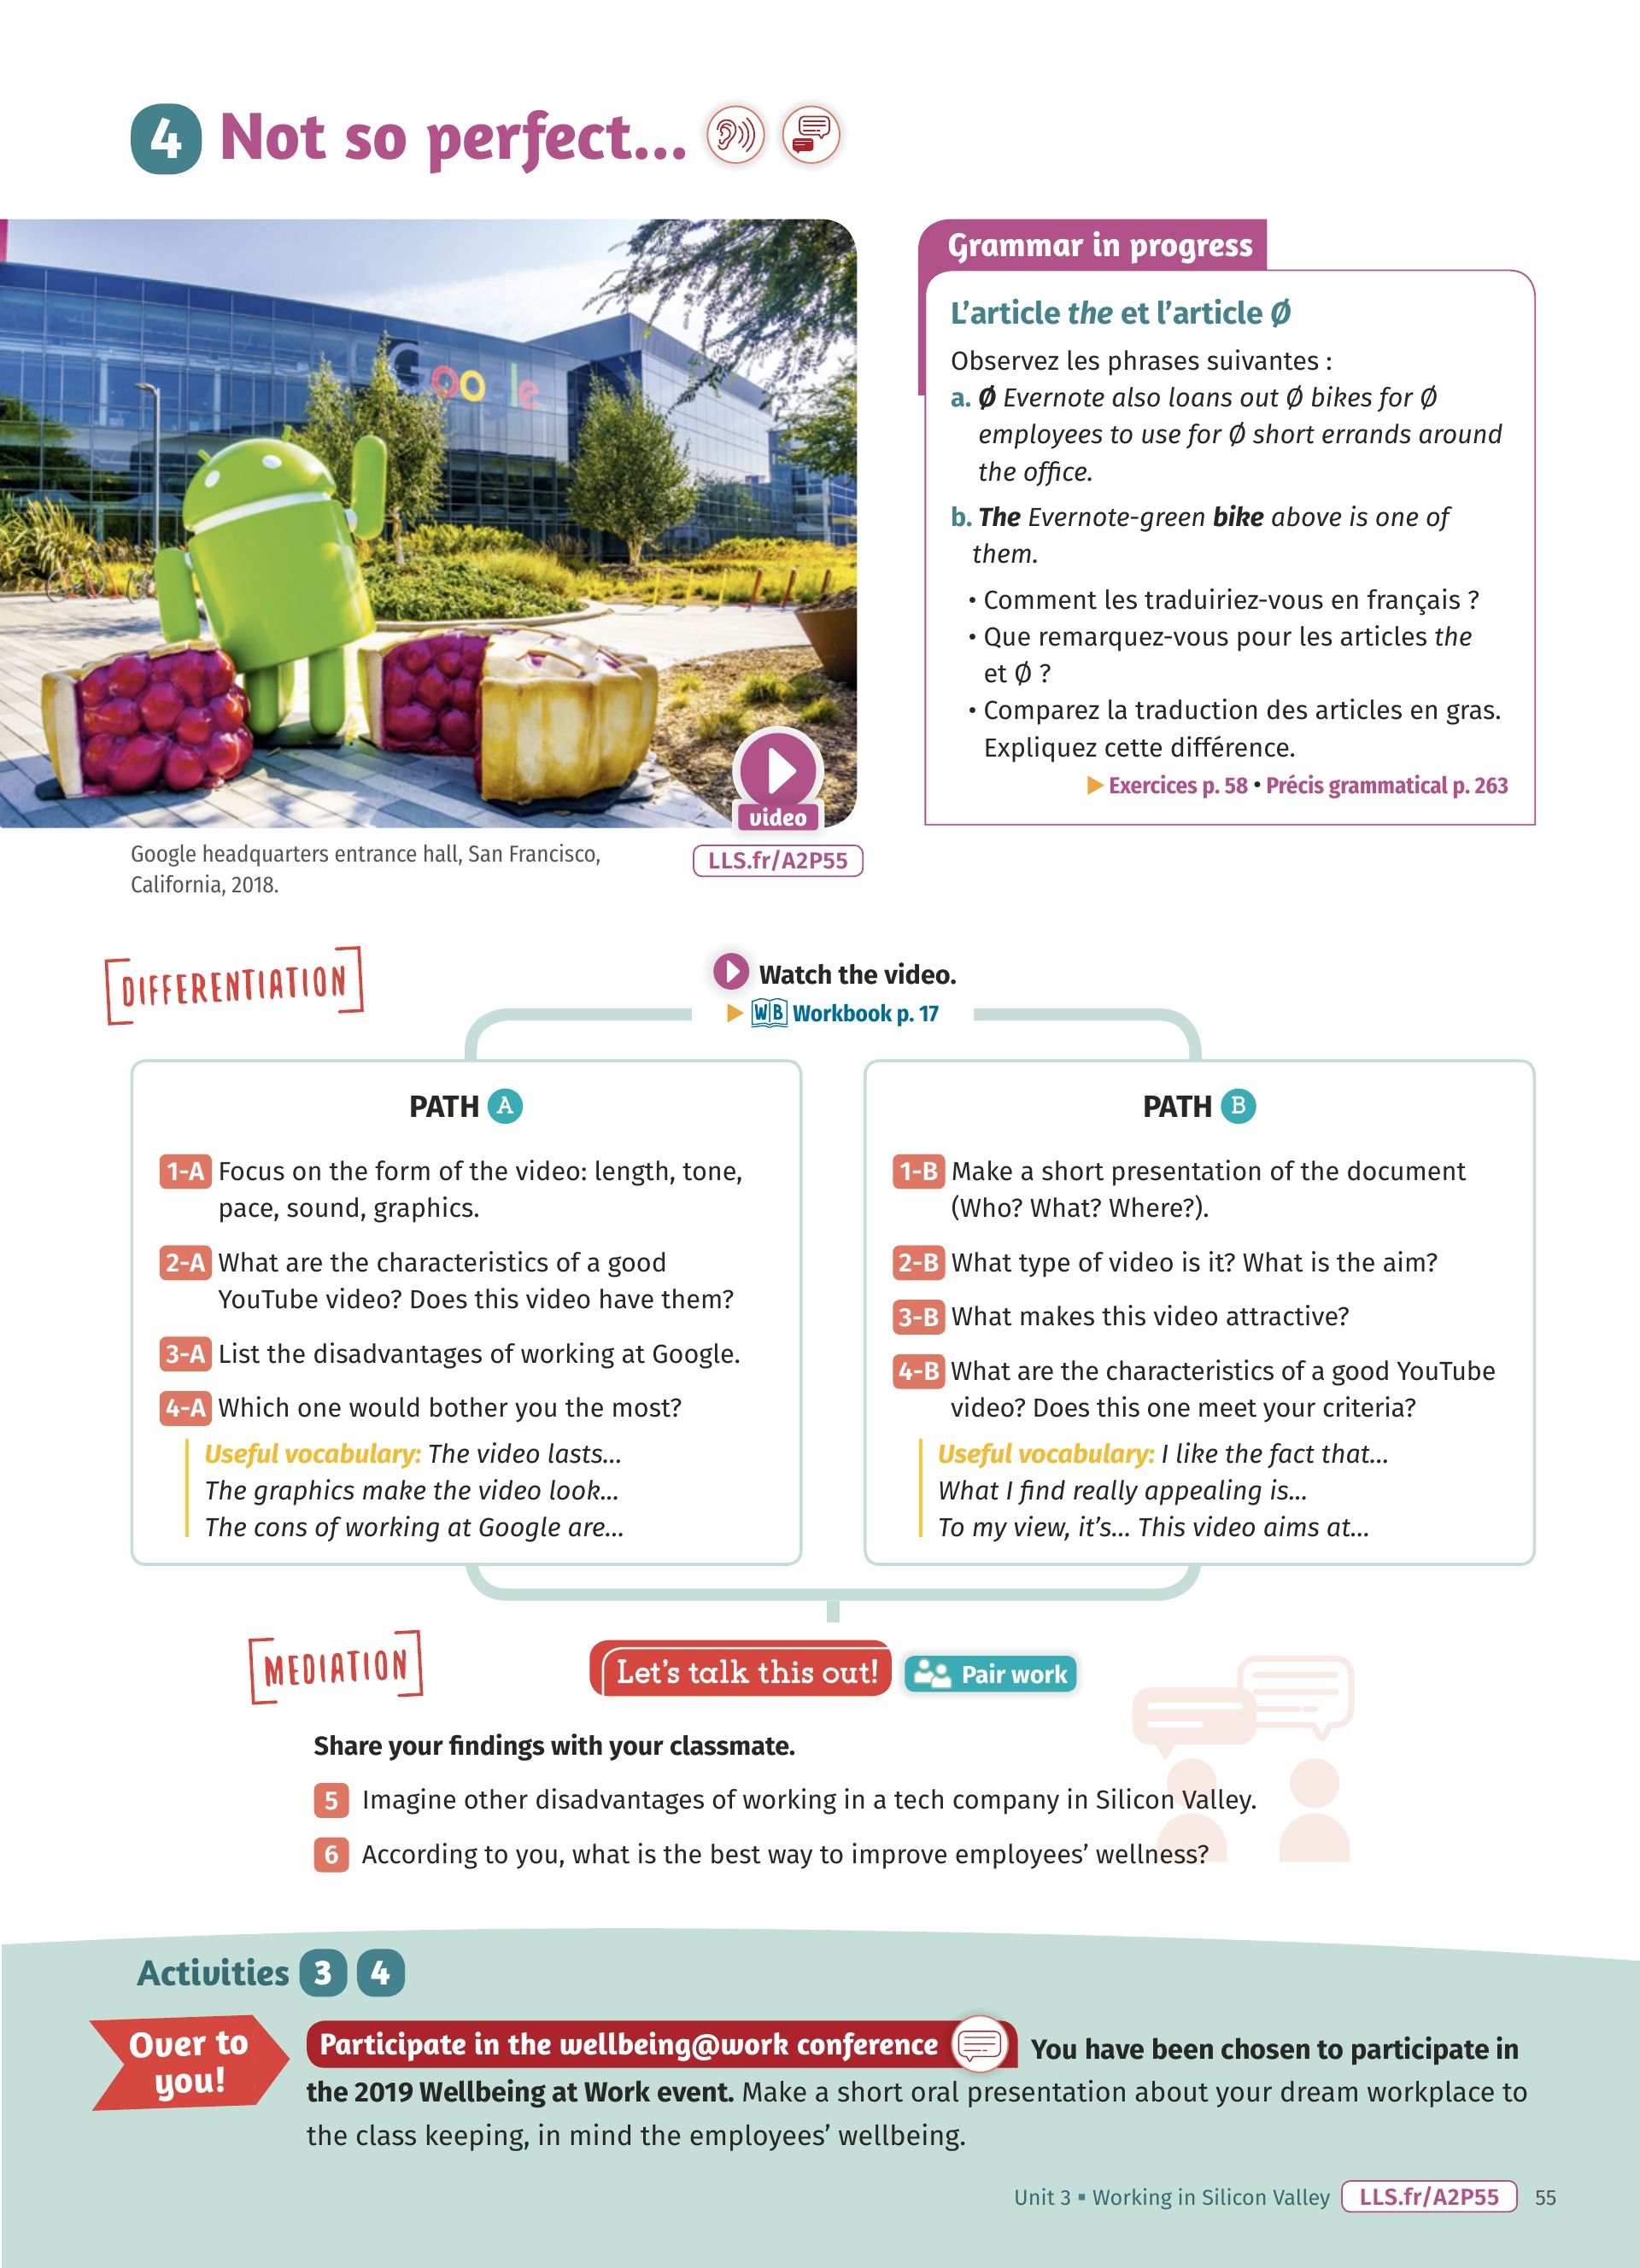 4 Not so perfect...
Google
video
Google headquarters entrance hall, San Francisco,
California, 2018.
LLS.fr/A2P55
Grammar in progress
L'article the et l'article Ø
Observez les phrases suivantes :
a. Ø Evernote also loans out Ø bikes for Ø
employees to use for Ø short errands around
the office.
b. The Evernote-green bike above is one of
them.
• Comment les traduiriez-vous en français ?
• Que remarquez-vous pour les articles the
et Ø ?
• Comparez la traduction des articles en gras.
Expliquez cette différence.
▶ Exercices p. 58 • Précis grammatical p. 263
DIFFERENTIATION
Watch the video.
▶ WB Workbook p. 17
PATH A
1-A Focus on the form of the video: length, tone,
pace, sound, graphics.
2-A What are the characteristics of a good
YouTube video? Does this video have them?
3-A List the disadvantages of working at Google.
4-A Which one would bother you the most?
Useful vocabulary: The video lasts...
The graphics make the video look...
The cons of working at Google are...
PATH B
1-B Make a short presentation of the document
(Who? What? Where?).
2-B What type of video is it? What is the aim?
3-B What makes this video attractive?
4-B What are the characteristics of a good YouTube
video? Does this one meet your criteria?
Useful vocabulary: I like the fact that...
What I find really appealing is...
To my view, it's... This video aims at...
MEDIATION
Let's talk this out!
Pair work
Share your findings with your classmate.
5 Imagine other disadvantages of working in a tech company in Silicon Valley.
6 According to you, what is the best way to improve employees' wellness?
Activities 3 4
Over to
you!
Participate in the wellbeing@work conference You have been chosen to participate in
the 2019 Wellbeing at Work event. Make a short oral presentation about your dream workplace to
the class keeping, in mind the employees' wellbeing.
Unit 3 ▪ Working in Silicon Valley LLS.fr/A2P55 55